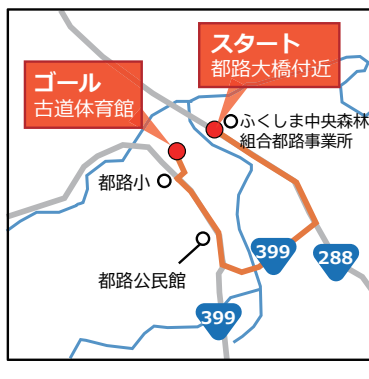 スタート
都路大橋付近
ゴール
古道体育館
ふくしま中央森林
組合都路事業所
都路小
都路公民館
399
288
399